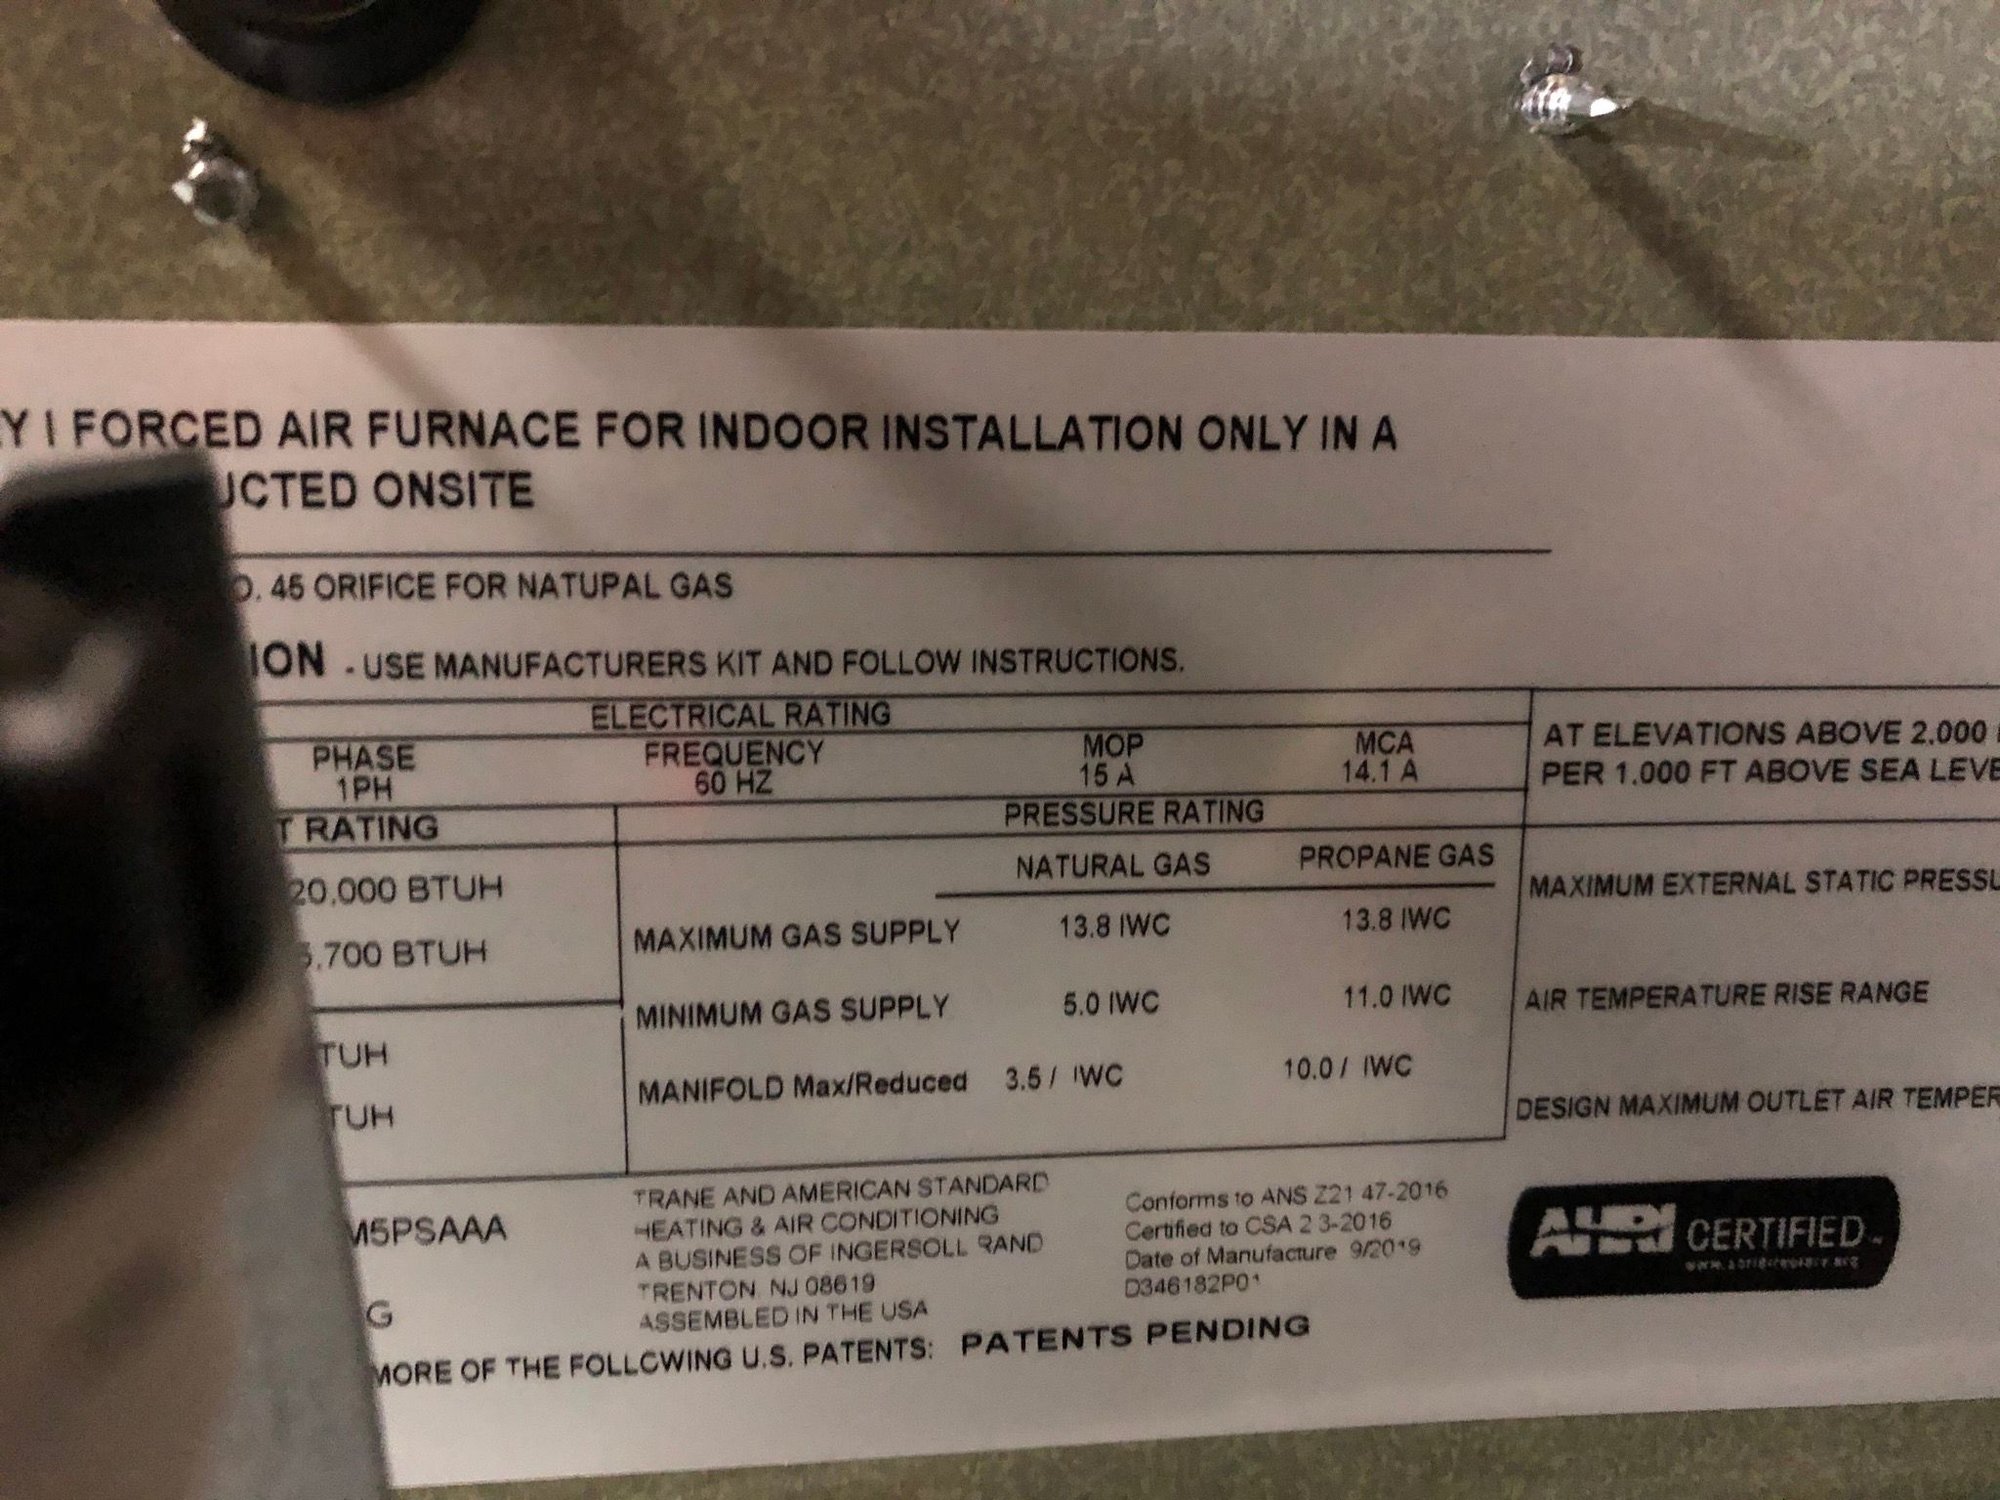 Y I FORCED AIR FURNACE FOR INDOOR INSTALLATION ONLY IN A
UCTED ONSITE
O. 45 ORIFICE FOR NATUPAL GAS
ION - USE MANUFACTURERS KIT AND FOLLOW INSTRUCTIONS.
ELECTRICAL RATING
PHASE FREQUENCY MOP MCA
1PH 60 HZ 15 A 14.1 A
AT ELEVATIONS ABOVE 2,000
PER 1,000 FT ABOVE SEA LEVE
T RATING
20,000 BTUH
5,700 BTUH
TUH
TUH
PRESSURE RATING
NATURAL GAS PROPANE GAS
MAXIMUM GAS SUPPLY 13.8 IWC 13.8 IWC
MINIMUM GAS SUPPLY 5.0 IWC 11.0 IWC
MANIFOLD Max/Reduced 3.5 / IWC 10.0 / IWC
MAXIMUM EXTERNAL STATIC PRESSU
AIR TEMPERATURE RISE RANGE
DESIGN MAXIMUM OUTLET AIR TEMPER
M5PSAAA
G
TRANE AND AMERICAN STANDARD
HEATING & AIR CONDITIONING
A BUSINESS OF INGERSOLL RAND
TRENTON, NJ 08619
ASSEMBLED IN THE USA
Conforms to ANS Z21 47-2016
Certified to CSA 2 3-2016
Date of Manufacture 9/2019
D346182P01
AHRI CERTIFIED™
www.ahridirectory.org
MORE OF THE FOLLOWING U.S. PATENTS: PATENTS PENDING